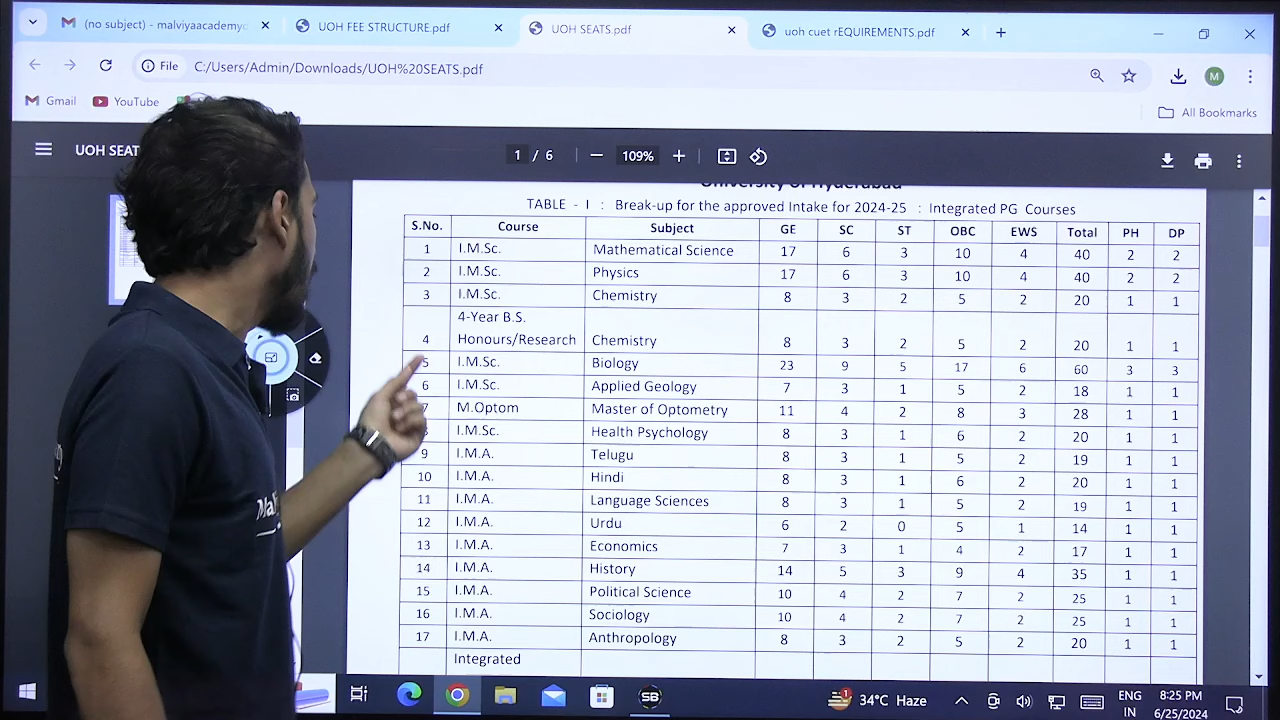 (no subject) - malviyaacademyc
UOH FEE STRUCTURE.pdf
UOH SEATS.pdf
uoh cuet rEQUIREMENTS.pdf
File C:/Users/Admin/Downloads/UOH%20SEATS.pdf
M
Gmail YouTube
All Bookmarks
UOH SEAT
1 / 6 109%
University of Hyderabad
TABLE - I : Break-up for the approved Intake for 2024-25 : Integrated PG Courses
S.No. Course Subject GE SC ST OBC EWS Total PH DP
1 I.M.Sc. Mathematical Science 17 6 3 10 4 40 2 2
2 I.M.Sc. Physics 17 6 3 10 4 40 2 2
3 I.M.Sc. Chemistry 8 3 2 5 2 20 1 1
4-Year B.S.
4 Honours/Research Chemistry 8 3 2 5 2 20 1 1
5 I.M.Sc. Biology 23 9 5 17 6 60 3 3
6 I.M.Sc. Applied Geology 7 3 1 5 2 18 1 1
7 M.Optom Master of Optometry 11 4 2 8 3 28 1 1
I.M.Sc. Health Psychology 8 3 1 6 2 20 1 1
9 I.M.A. Telugu 8 3 1 5 2 19 1 1
10 I.M.A. Hindi 8 3 1 6 2 20 1 1
11 I.M.A. Language Sciences 8 3 1 5 2 19 1 1
12 I.M.A. Urdu 6 2 0 5 1 14 1 1
13 I.M.A. Economics 7 3 1 4 2 17 1 1
14 I.M.A. History 14 5 3 9 4 35 1 1
15 I.M.A. Political Science 10 4 2 7 2 25 1 1
16 I.M.A. Sociology 10 4 2 7 2 25 1 1
17 I.M.A. Anthropology 8 3 2 5 2 20 1 1
Integrated
SB
1
34°C Haze
ENG
IN
8:25 PM
6/25/2024